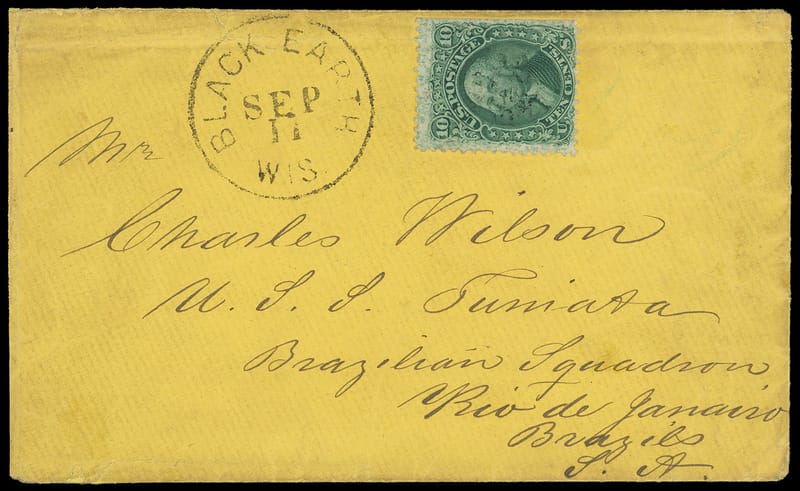 BLACK EARTH
SEP
11
WIS.
10 10
U.S. POSTAGE
TEN CENTS
U S
Mr
Charles Wilson
U. S. S. Juniata
Brazilian Squadron
Rio de Janairo
Brazils
S. A.